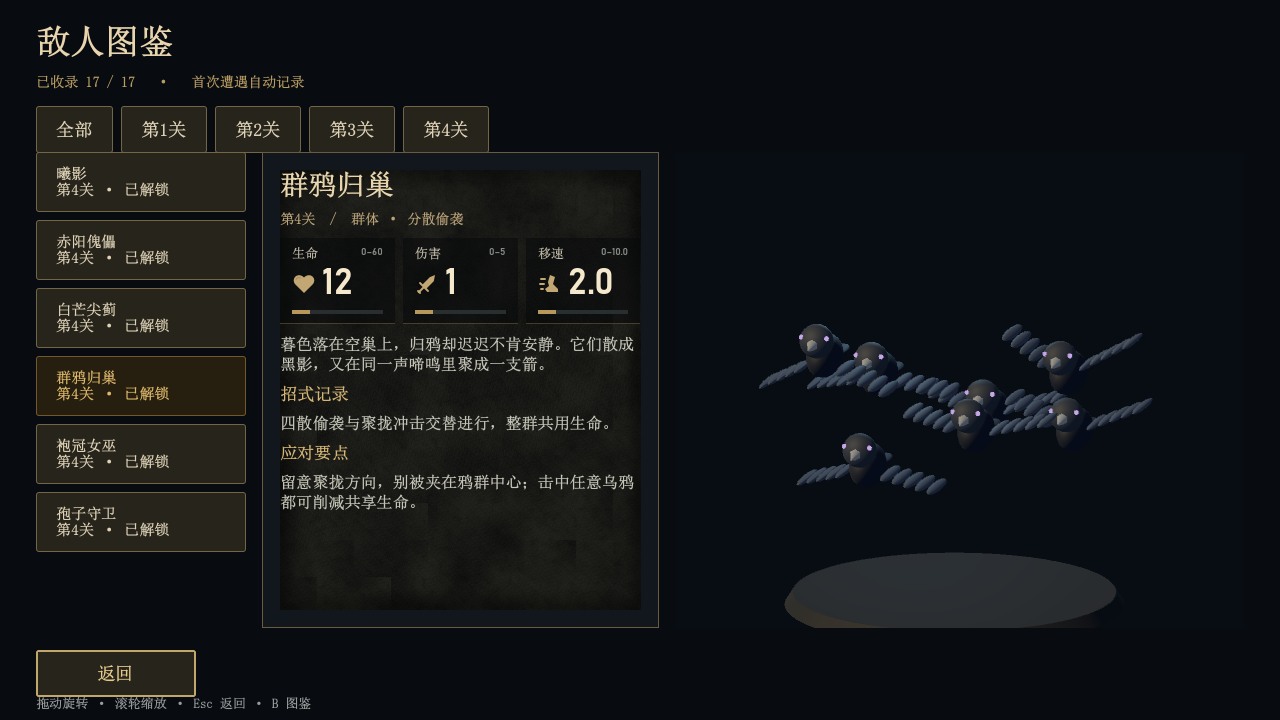 敌人图鉴
已收录 17 / 17 • 首次遭遇自动记录
全部
第1关
第2关
第3关
第4关
曦影
第4关 • 已解锁
赤阳傀儡
第4关 • 已解锁
白芒尖蓟
第4关 • 已解锁
群鸦归巢
第4关 • 已解锁
袍冠女巫
第4关 • 已解锁
孢子守卫
第4关 • 已解锁
群鸦归巢
第4关 / 群体 • 分散偷袭
生命 0-60
12
伤害 0-5
1
移速 0-10.0
2.0
暮色落在空巢上，归鸦却迟迟不肯安静。它们散成
黑影，又在同一声啼鸣里聚成一支箭。
招式记录
四散偷袭与聚拢冲击交替进行，整群共用生命。
应对要点
留意聚拢方向，别被夹在鸦群中心；击中任意乌鸦
都可削减共享生命。
返回
拖动旋转 • 滚轮缩放 • Esc 返回 • B 图鉴